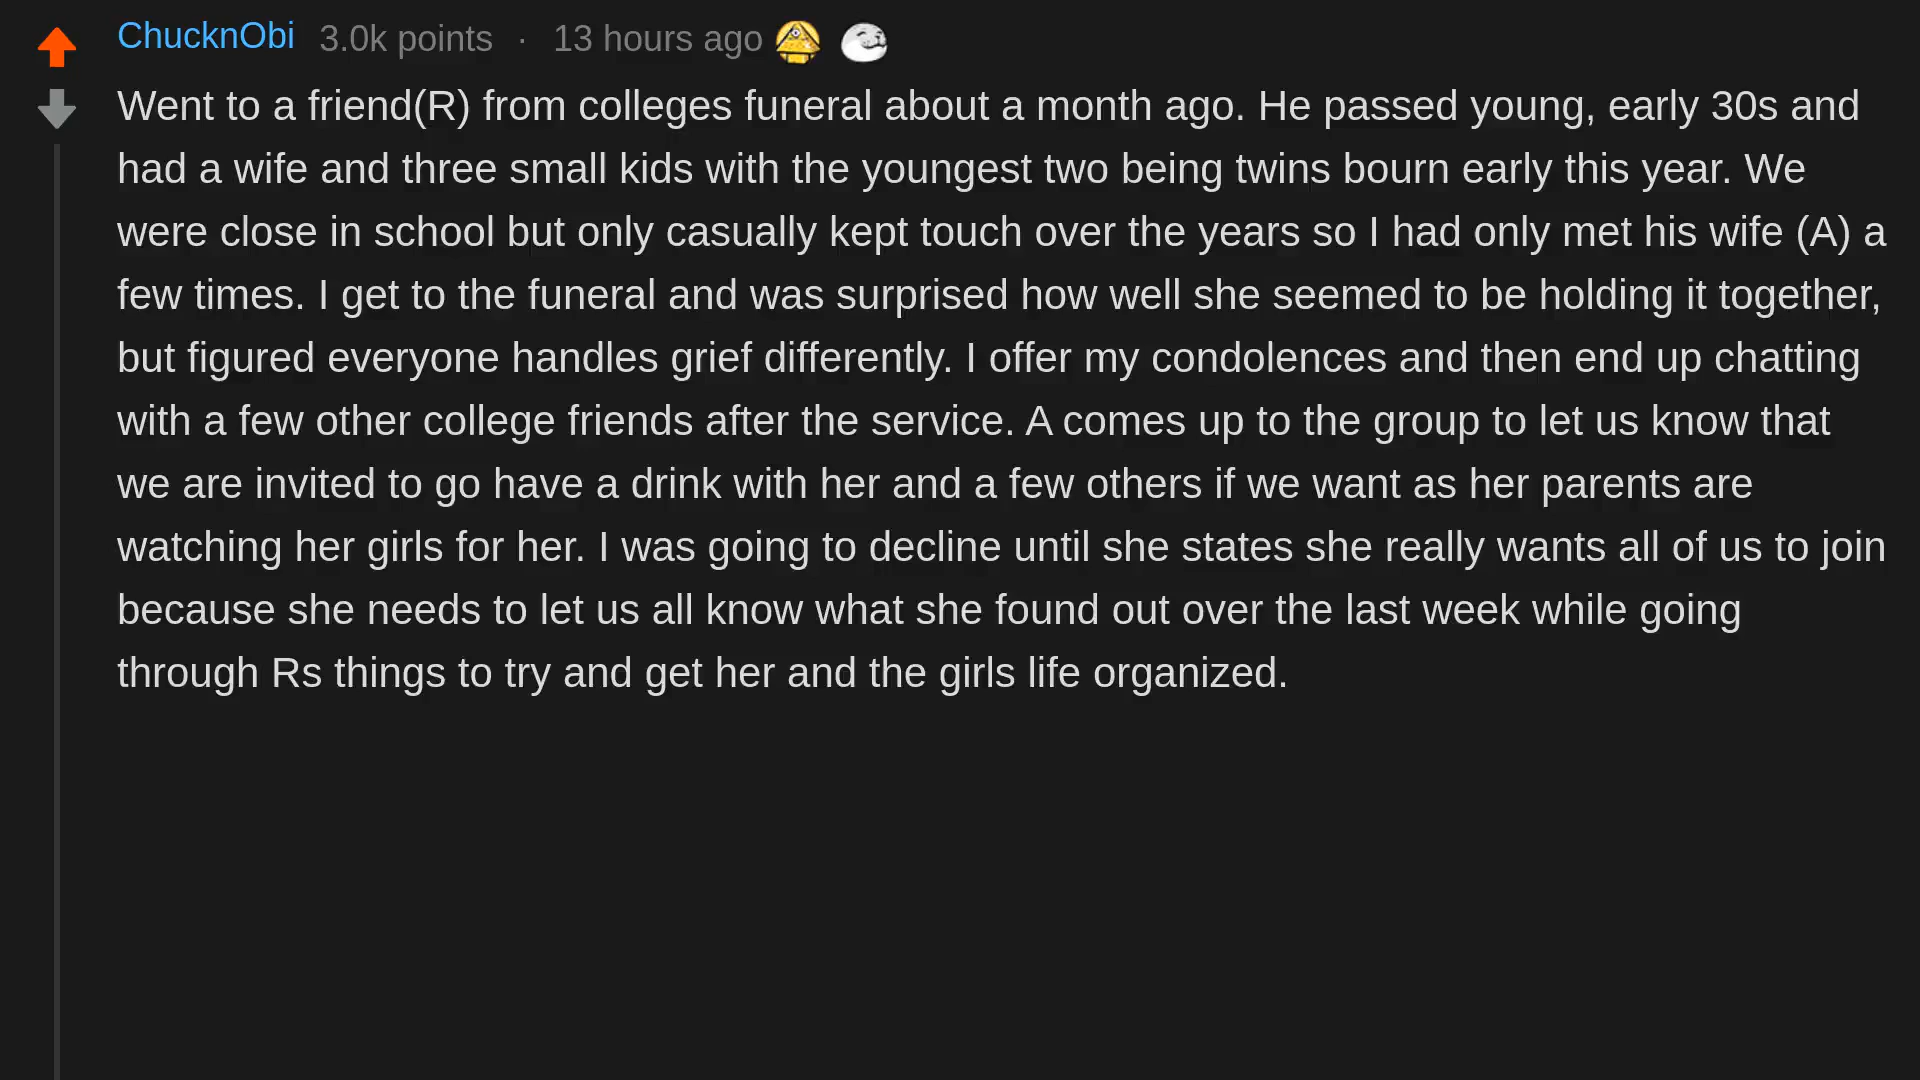 ChucknObi 3.0k points · 13 hours ago
Went to a friend(R) from colleges funeral about a month ago. He passed young, early 30s and
had a wife and three small kids with the youngest two being twins bourn early this year. We
were close in school but only casually kept touch over the years so I had only met his wife (A) a
few times. I get to the funeral and was surprised how well she seemed to be holding it together,
but figured everyone handles grief differently. I offer my condolences and then end up chatting
with a few other college friends after the service. A comes up to the group to let us know that
we are invited to go have a drink with her and a few others if we want as her parents are
watching her girls for her. I was going to decline until she states she really wants all of us to join
because she needs to let us all know what she found out over the last week while going
through Rs things to try and get her and the girls life organized.